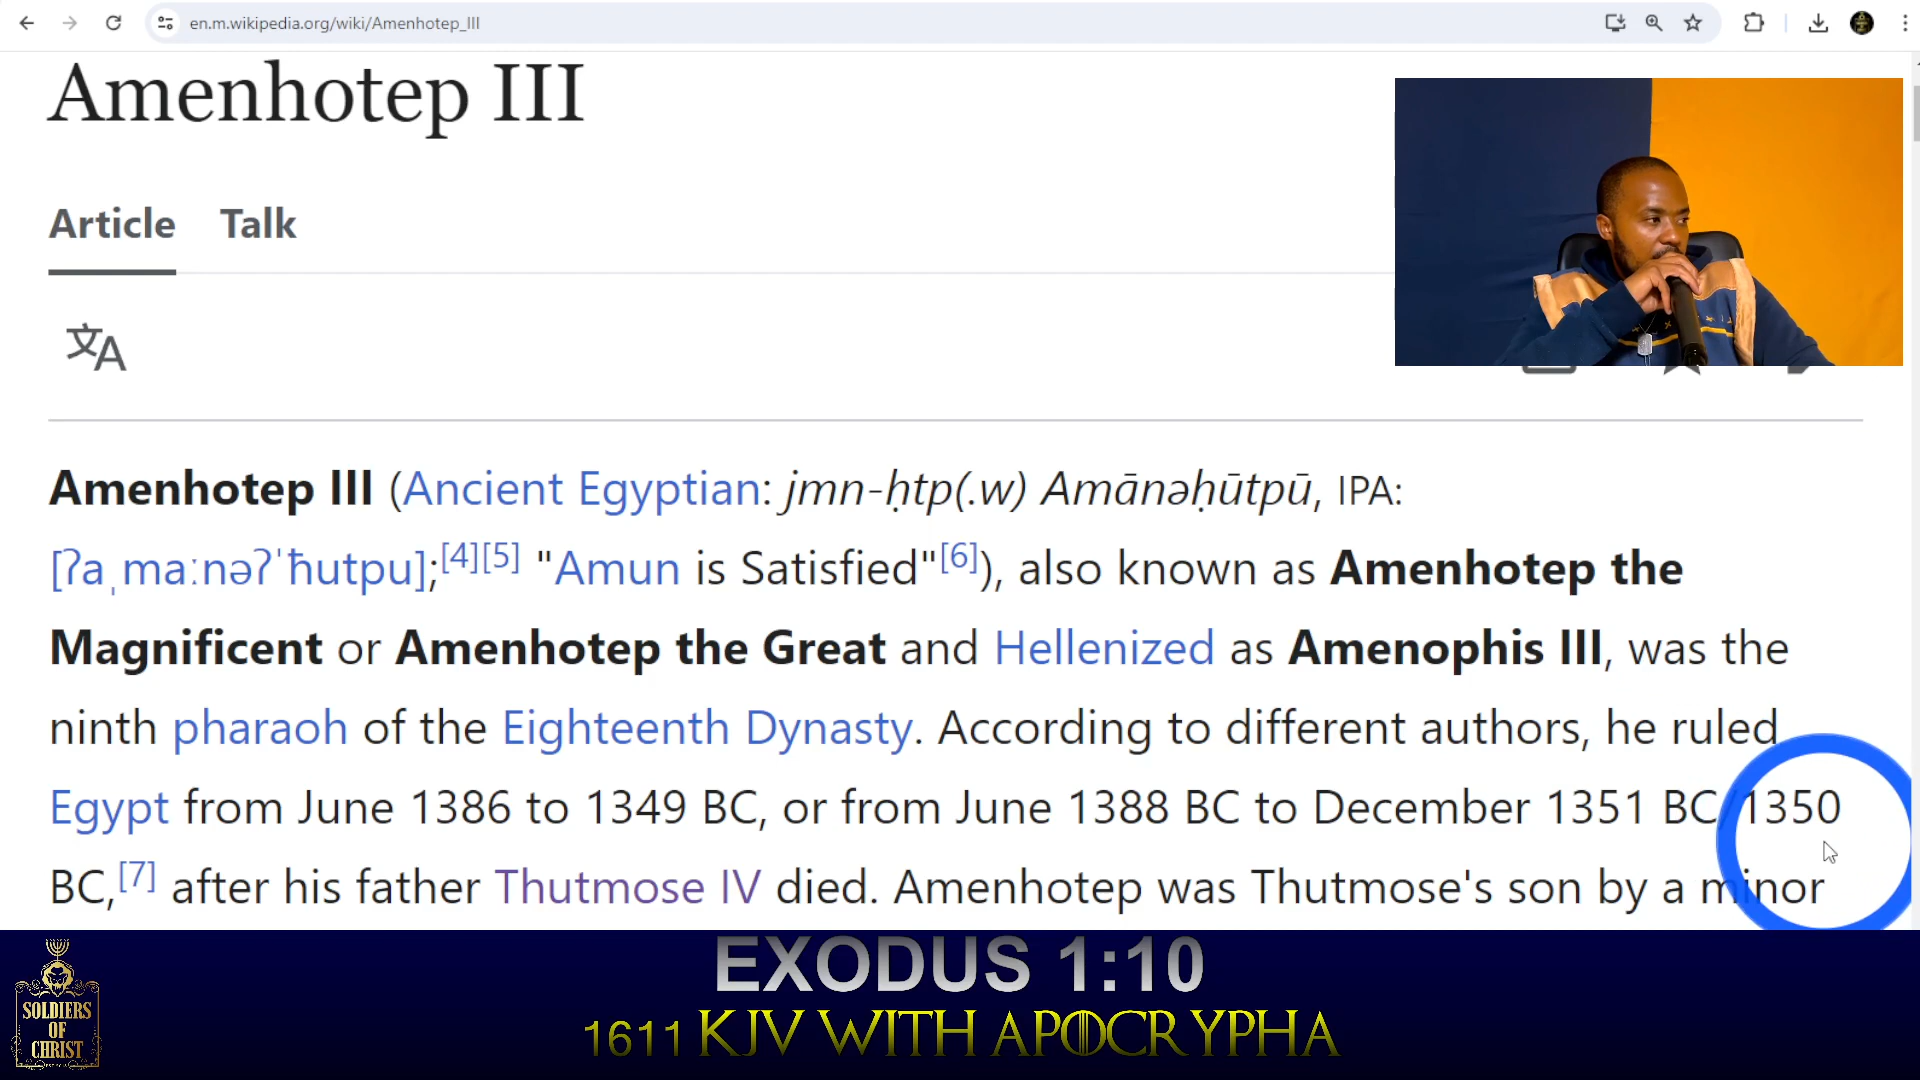 en.m.wikipedia.org/wiki/Amenhotep_III
Amenhotep III
Article Talk
Amenhotep III (Ancient Egyptian: jmn-ḥtp(.w) Amānəḥūtpū, IPA:
[ʔaˌmaːnəʔˈħutpu];[4][5] "Amun is Satisfied"[6]), also known as Amenhotep the
Magnificent or Amenhotep the Great and Hellenized as Amenophis III, was the
ninth pharaoh of the Eighteenth Dynasty. According to different authors, he ruled
Egypt from June 1386 to 1349 BC, or from June 1388 BC to December 1351 BC/1350
BC,[7] after his father Thutmose IV died. Amenhotep was Thutmose's son by a minor
EXODUS 1:10
1611 KJV WITH APOCRYPHA
SOLDIERS
OF
CHRIST